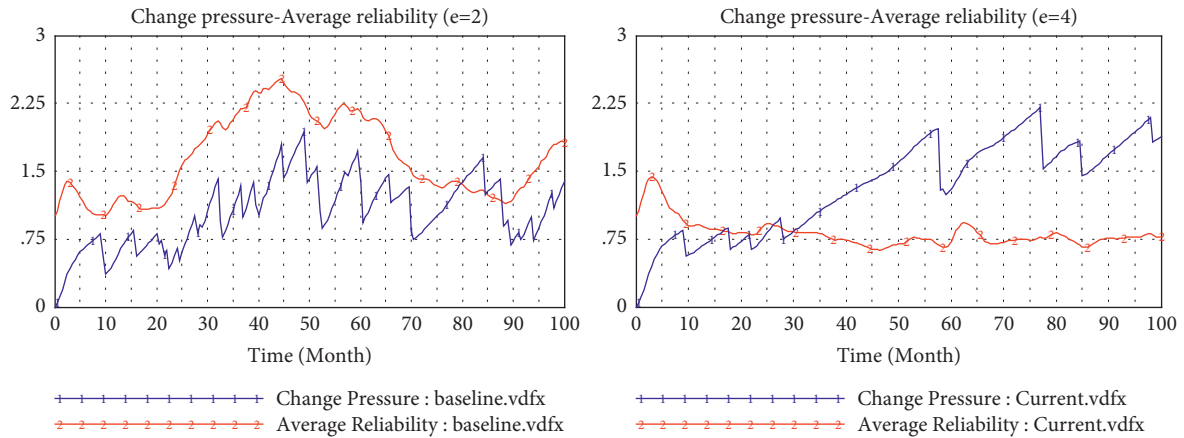 Change pressure-Average reliability (e=2)
3
2.25
1.5
.75
0
0 10 20 30 40 50 60 70 80 90 100
Time (Month)
Change Pressure : baseline.vdfx
Average Reliability : baseline.vdfx
Change pressure-Average reliability (e=4)
3
2.25
1.5
.75
0
0 10 20 30 40 50 60 70 80 90 100
Time (Month)
Change Pressure : Current.vdfx
Average Reliability : Current.vdfx